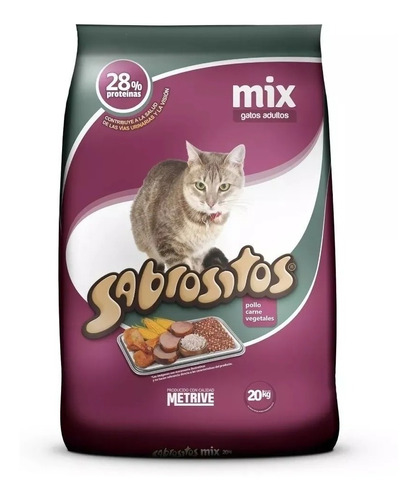 28%
proteínas
CONTRIBUYE A LA SALUD
DE LAS VÍAS URINARIAS Y LA VISIÓN
mix
gatos adultos
sabrositos®
pollo
carne
vegetales
PRODUCIDO CON CALIDAD
METRIVE
20kg
sabrositos mix